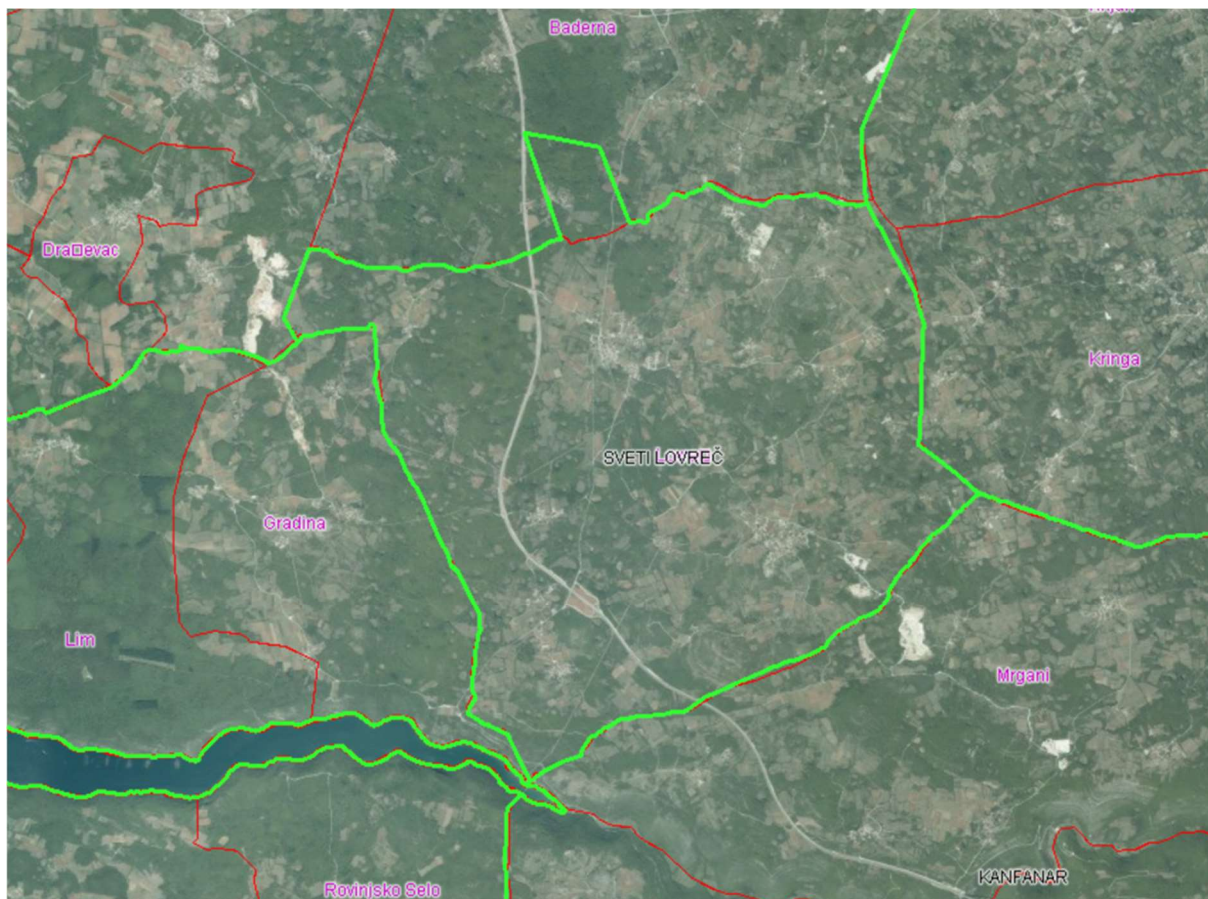 Baderna
Dra□evac
Kringa
SVETI LOVREČ
Gradina
Lim
Mrgani
KANFANAR
Rovinjsko Selo